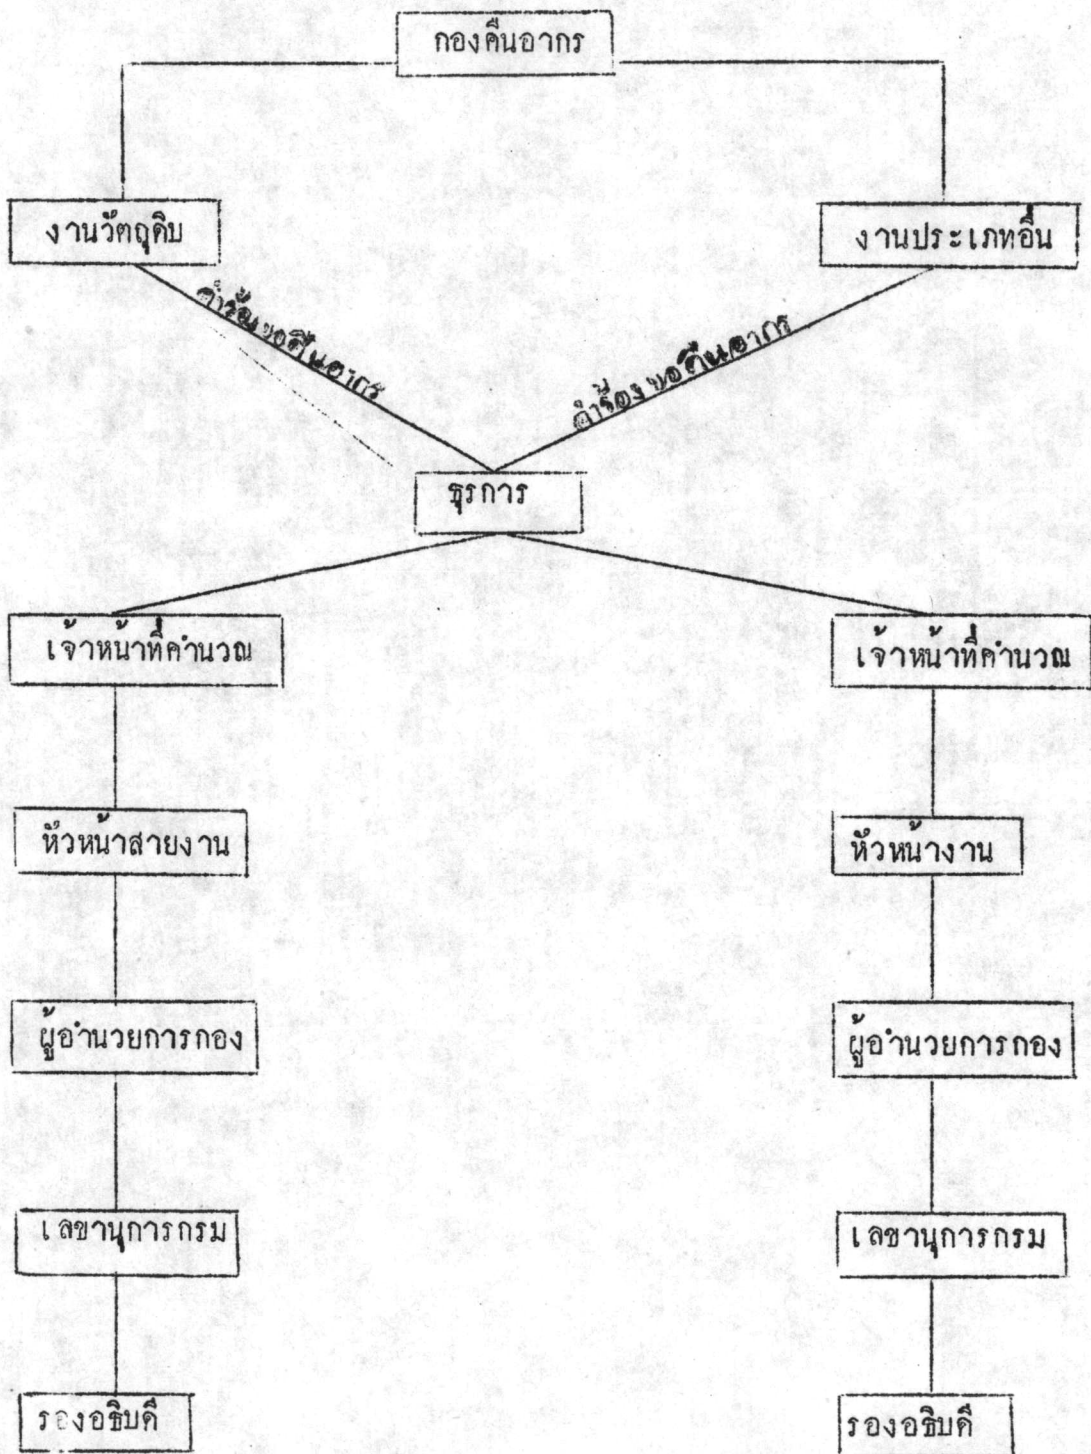 กองคืนอากร
งานวัตถุดิบ
งานประเภทอื่น
คำร้องขอคืนอากร
คำร้องขอคืนอากร
ธุรการ
เจ้าหน้าที่คำนวณ
เจ้าหน้าที่คำนวณ
หัวหน้าสายงาน
หัวหน้างาน
ผู้อำนวยการกอง
ผู้อำนวยการกอง
เลขานุการกรม
เลขานุการกรม
รองอธิบดี
รองอธิบดี